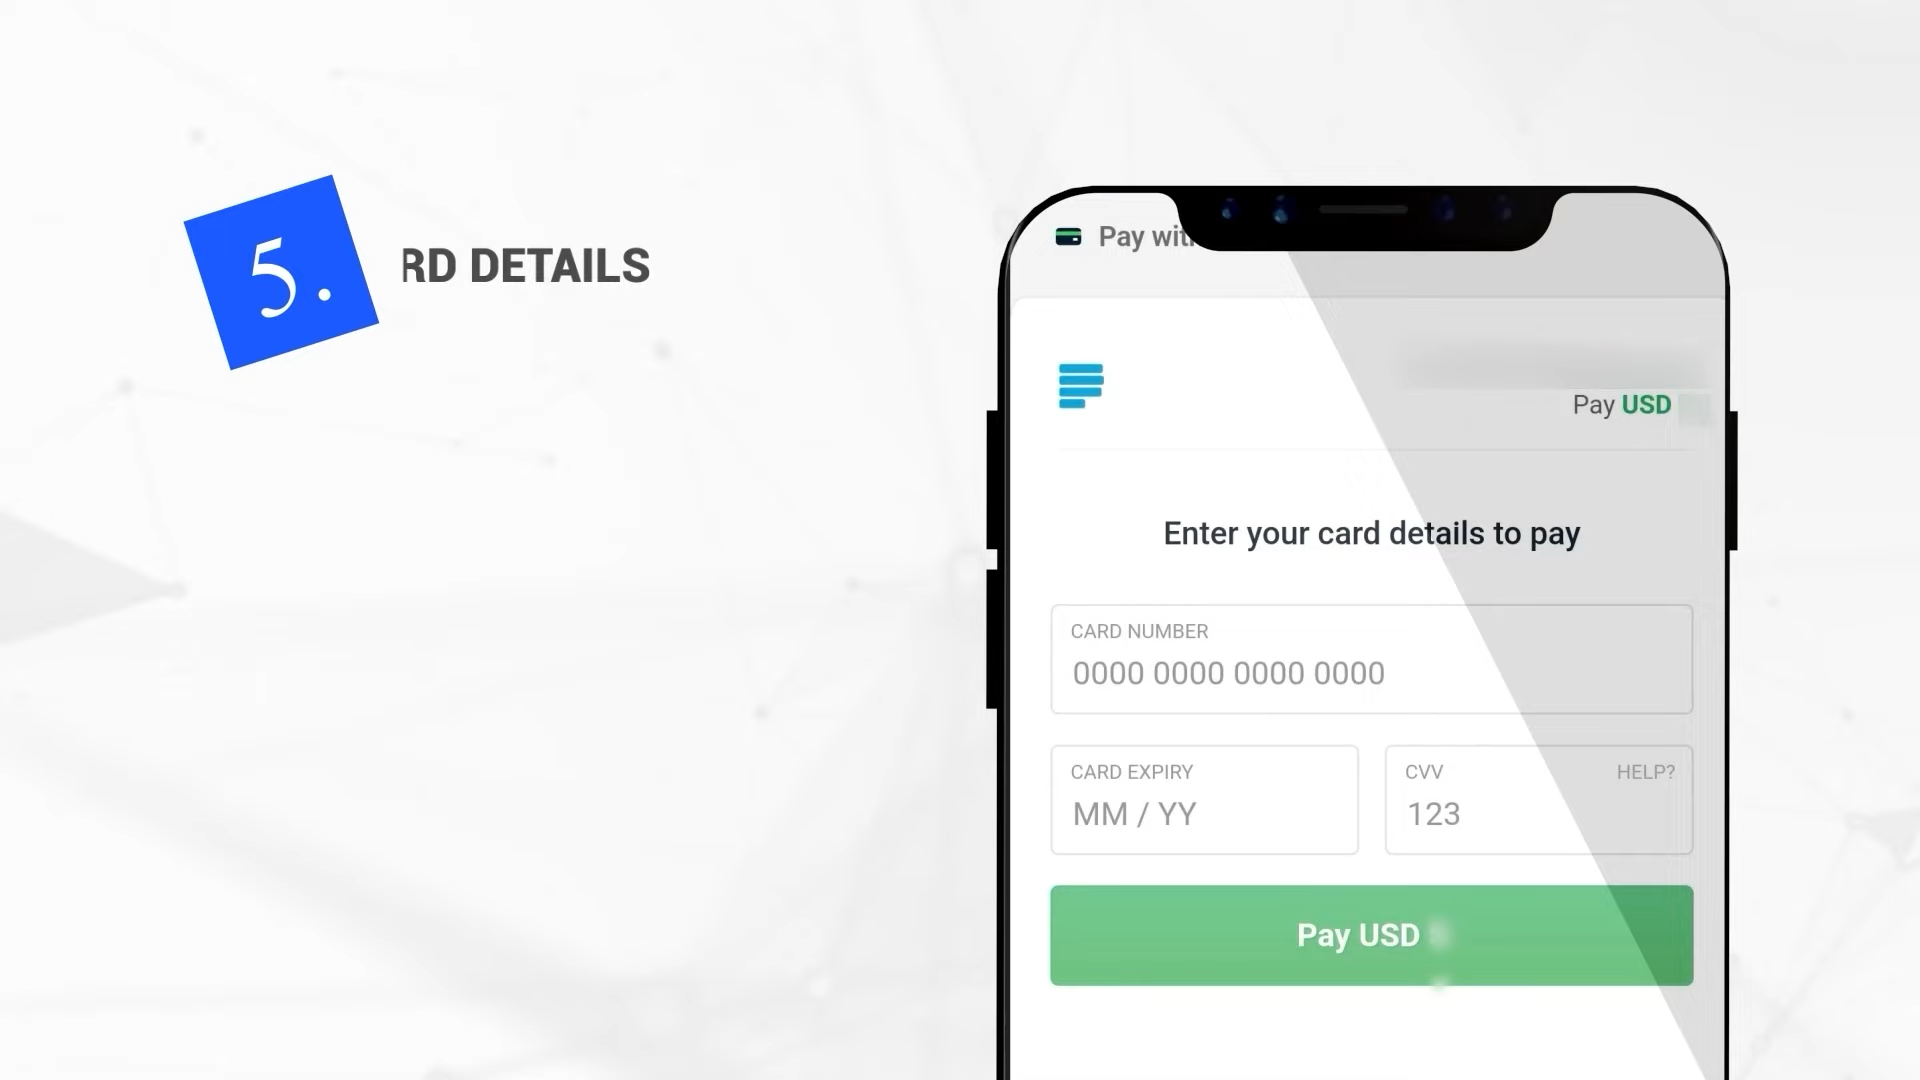 5.
RD DETAILS
Pay with
Pay USD
Enter your card details to pay
CARD NUMBER
0000 0000 0000 0000
CARD EXPIRY
MM / YY
CVV
HELP?
123
Pay USD